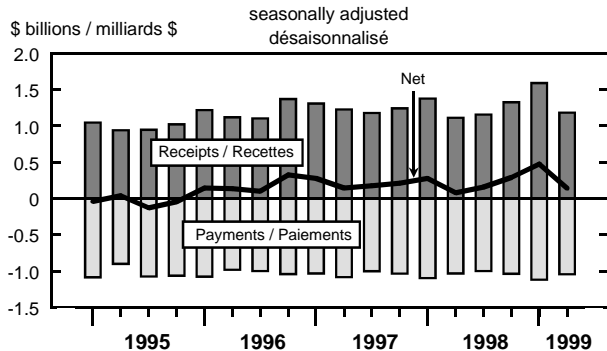 seasonally adjusted
$ billions / milliards $
désaisonnalisé
2.0
Net
1.5
1.0
Receipts / Recettes
0.5
0
Payments / Paiements
-0.5
-1.0
-1.5
1995 1996 1997 1998 1999